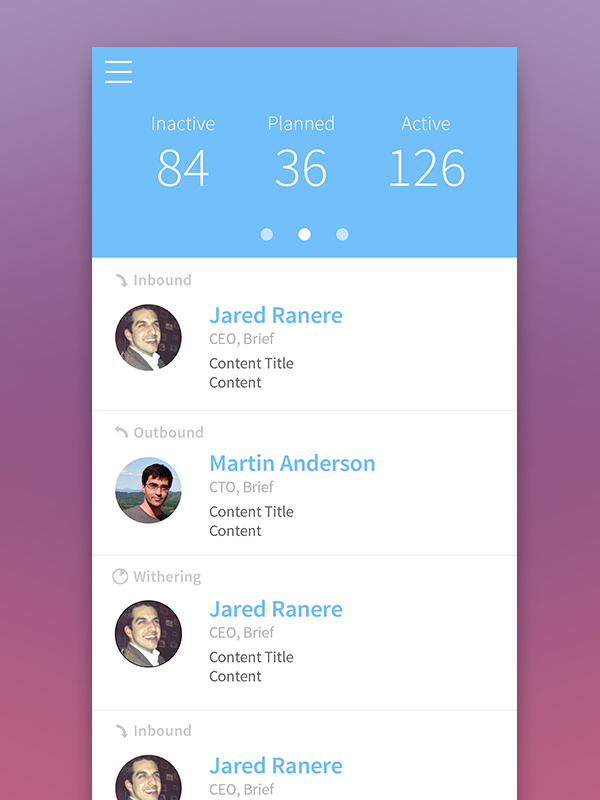 Inactive Planned Active
84 36 126
Inbound
Jared Ranere
CEO, Brief
Content Title
Content
Outbound
Martin Anderson
CTO, Brief
Content Title
Content
Withering
Jared Ranere
CEO, Brief
Content Title
Content
Inbound
Jared Ranere
CEO, Brief